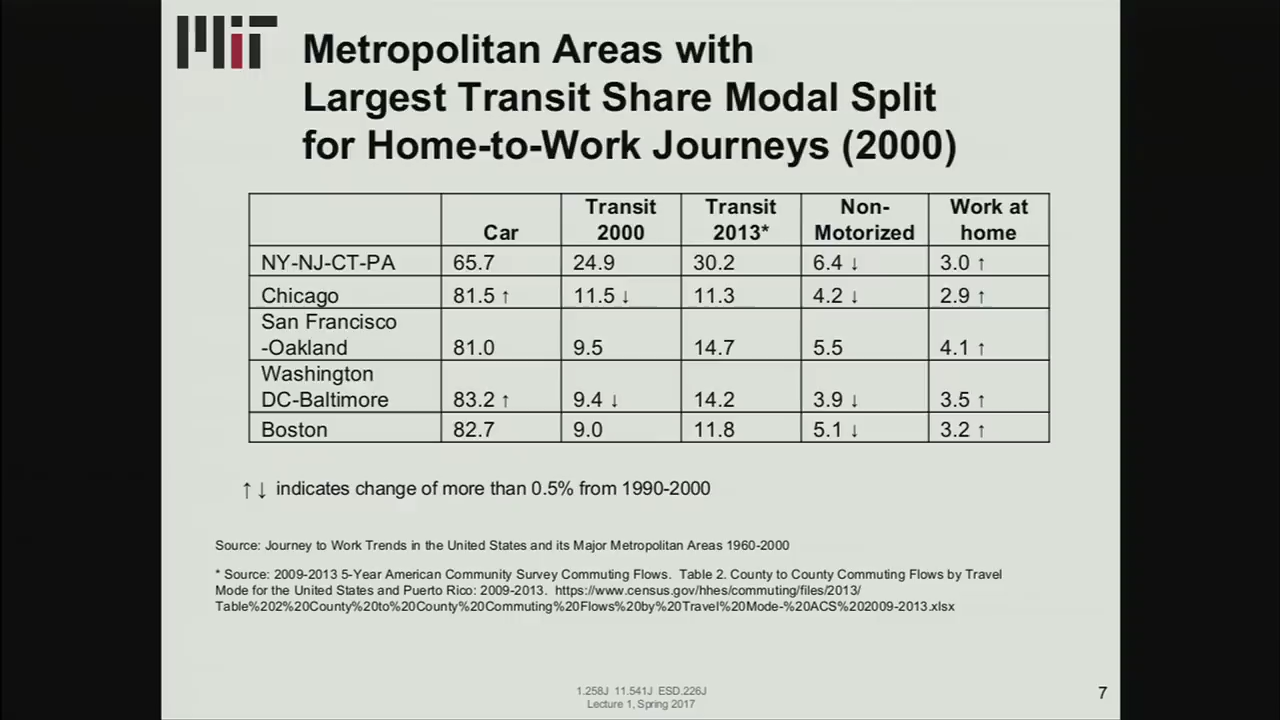 MIT
Metropolitan Areas with
Largest Transit Share Modal Split
for Home-to-Work Journeys (2000)
Car Transit 2000 Transit 2013* Non-Motorized Work at home
NY-NJ-CT-PA 65.7 24.9 30.2 6.4 ↓ 3.0 ↑
Chicago 81.5 ↑ 11.5 ↓ 11.3 4.2 ↓ 2.9 ↑
San Francisco
-Oakland 81.0 9.5 14.7 5.5 4.1 ↑
Washington
DC-Baltimore 83.2 ↑ 9.4 ↓ 14.2 3.9 ↓ 3.5 ↑
Boston 82.7 9.0 11.8 5.1 ↓ 3.2 ↑
↑↓ indicates change of more than 0.5% from 1990-2000
Source: Journey to Work Trends in the United States and its Major Metropolitan Areas 1960-2000
* Source: 2009-2013 5-Year American Community Survey Commuting Flows. Table 2. County to County Commuting Flows by Travel
Mode for the United States and Puerto Rico: 2009-2013. https://www.census.gov/hhes/commuting/files/2013/
Table%202%20County%20to%20County%20Commuting%20Flows%20by%20Travel%20Mode-%20ACS%202009-2013.xlsx
1.258J 11.541J ESD.226J
Lecture 1, Spring 2017
7